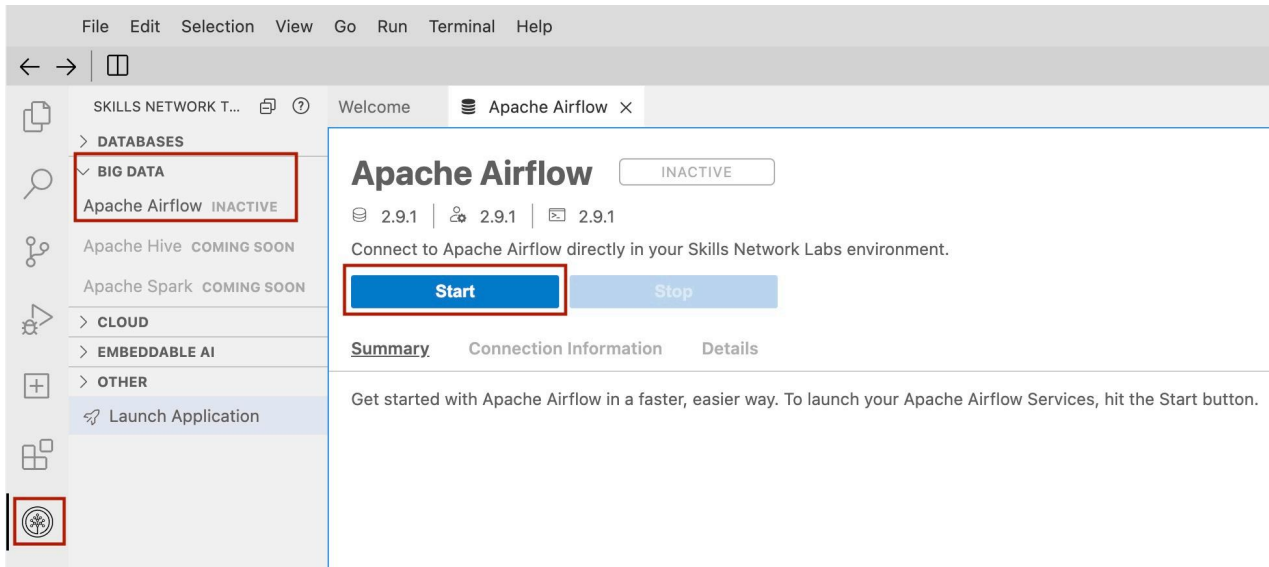 File Edit Selection View Go Run Terminal Help
SKILLS NETWORK T...
DATABASES
BIG DATA
Apache Airflow INACTIVE
Apache Hive COMING SOON
Apache Spark COMING SOON
CLOUD
EMBEDDABLE AI
OTHER
Launch Application
Welcome Apache Airflow
Apache Airflow INACTIVE
2.9.1 2.9.1 2.9.1
Connect to Apache Airflow directly in your Skills Network Labs environment.
Start Stop
Summary Connection Information Details
Get started with Apache Airflow in a faster, easier way. To launch your Apache Airflow Services, hit the Start button.